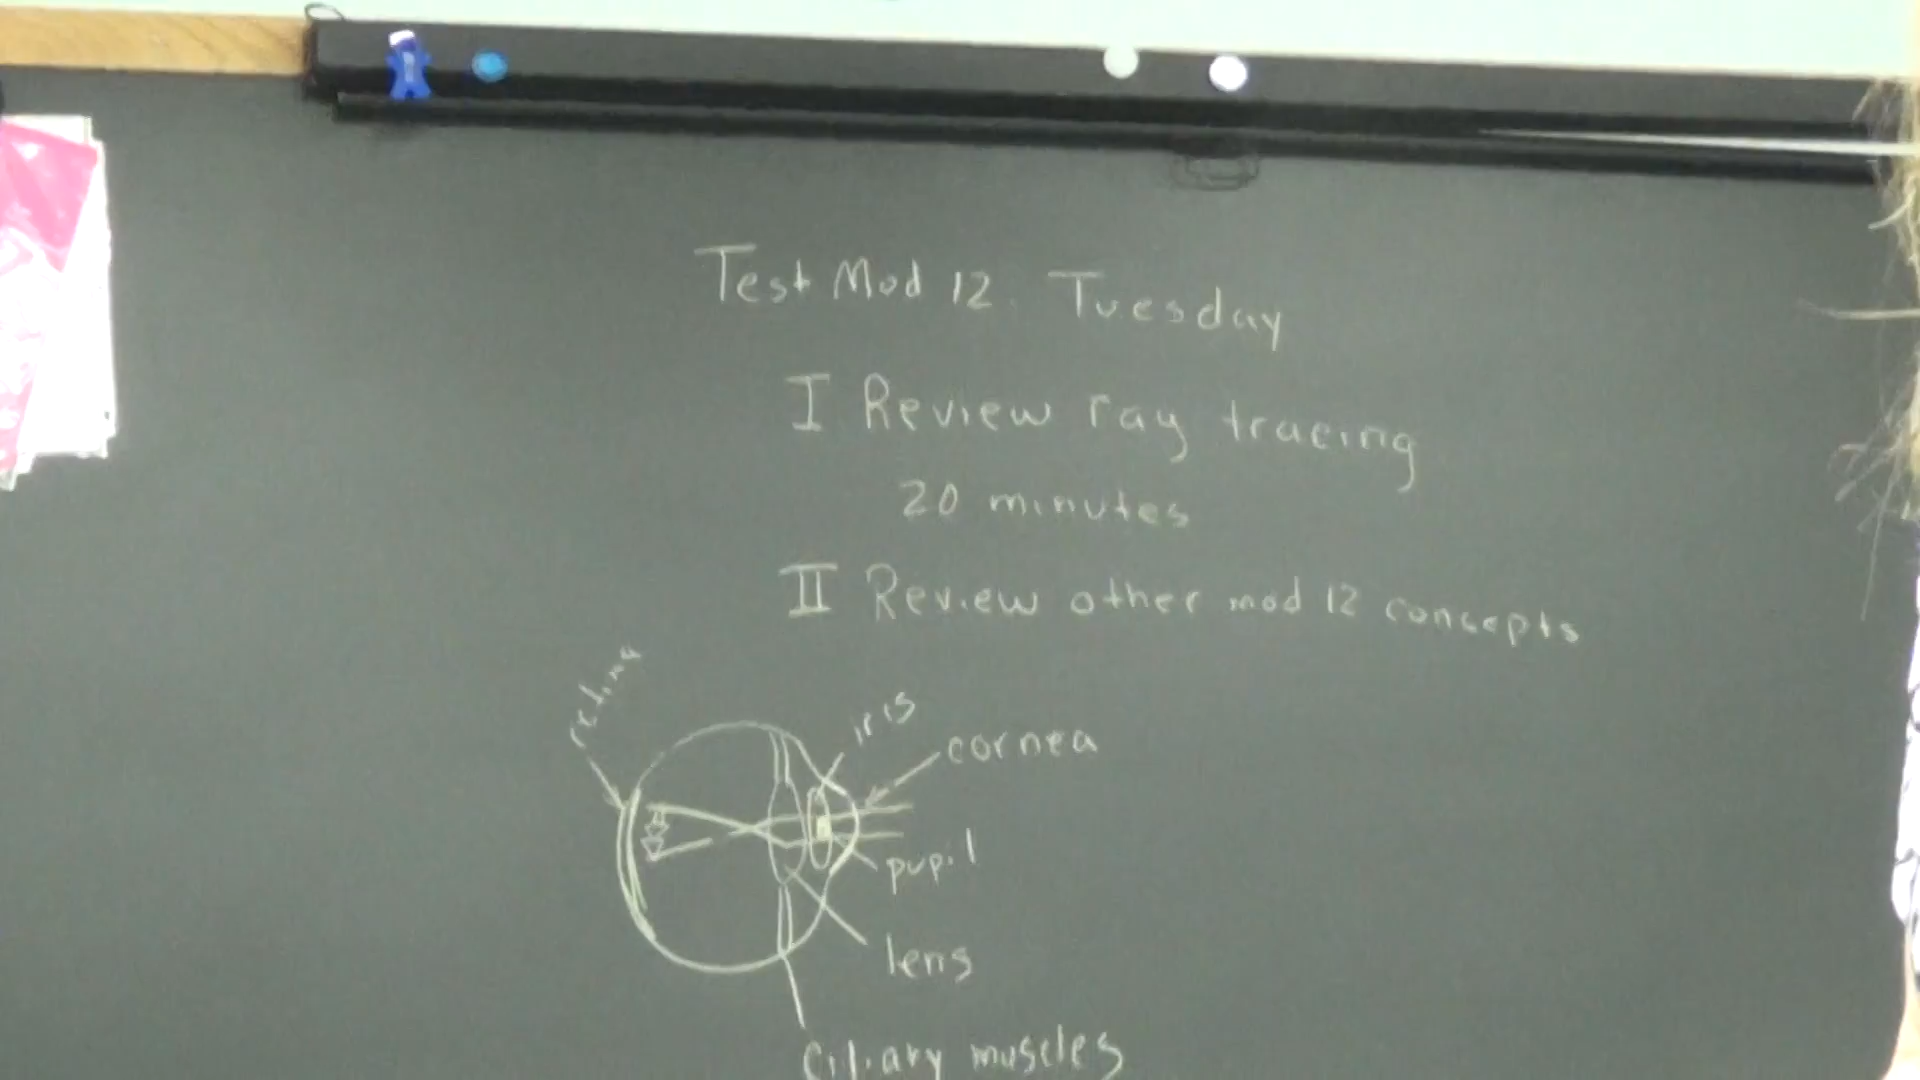 Test Mod 12. Tuesday
I Review ray tracing
20 minutes
II Review other mod 12 concepts
retina
iris
cornea
pupil
lens
Ciliary muscles